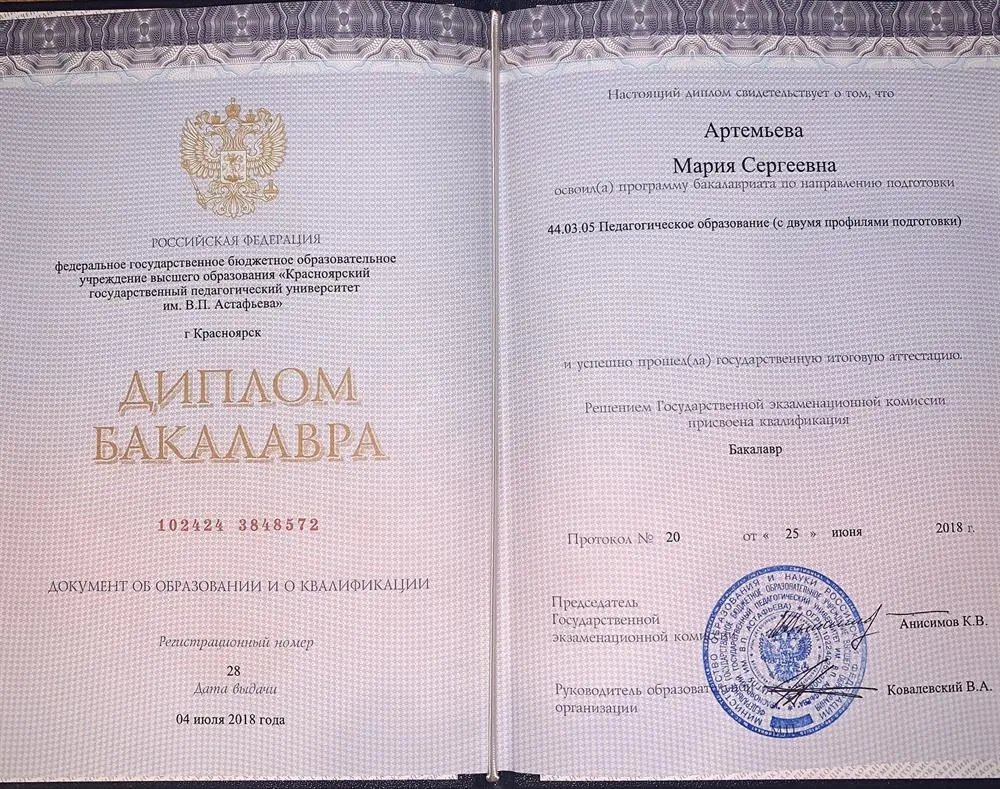 РОССИЙСКАЯ ФЕДЕРАЦИЯ
федеральное государственное бюджетное образовательное
учреждение высшего образования «Красноярский
государственный педагогический университет
им. В.П. Астафьева»
г Красноярск
ДИПЛОМ
БАКАЛАВРА
102424 3848572
ДОКУМЕНТ ОБ ОБРАЗОВАНИИ И О КВАЛИФИКАЦИИ
Регистрационный номер
28
Дата выдачи
04 июля 2018 года
Настоящий диплом свидетельствует о том, что
Артемьева
Мария Сергеевна
освоил(а) программу бакалавриата по направлению подготовки
44.03.05 Педагогическое образование (с двумя профилями подготовки)
и успешно прошел(ла) государственную итоговую аттестацию.
Решением Государственной экзаменационной комиссии
присвоена квалификация
Бакалавр
Протокол № 20 от « 25 » июня 2018 г.
Председатель
Государственной
экзаменационной комиссии Анисимов К.В.
Руководитель образовательной
организации Ковалевский В.А.
М.П.